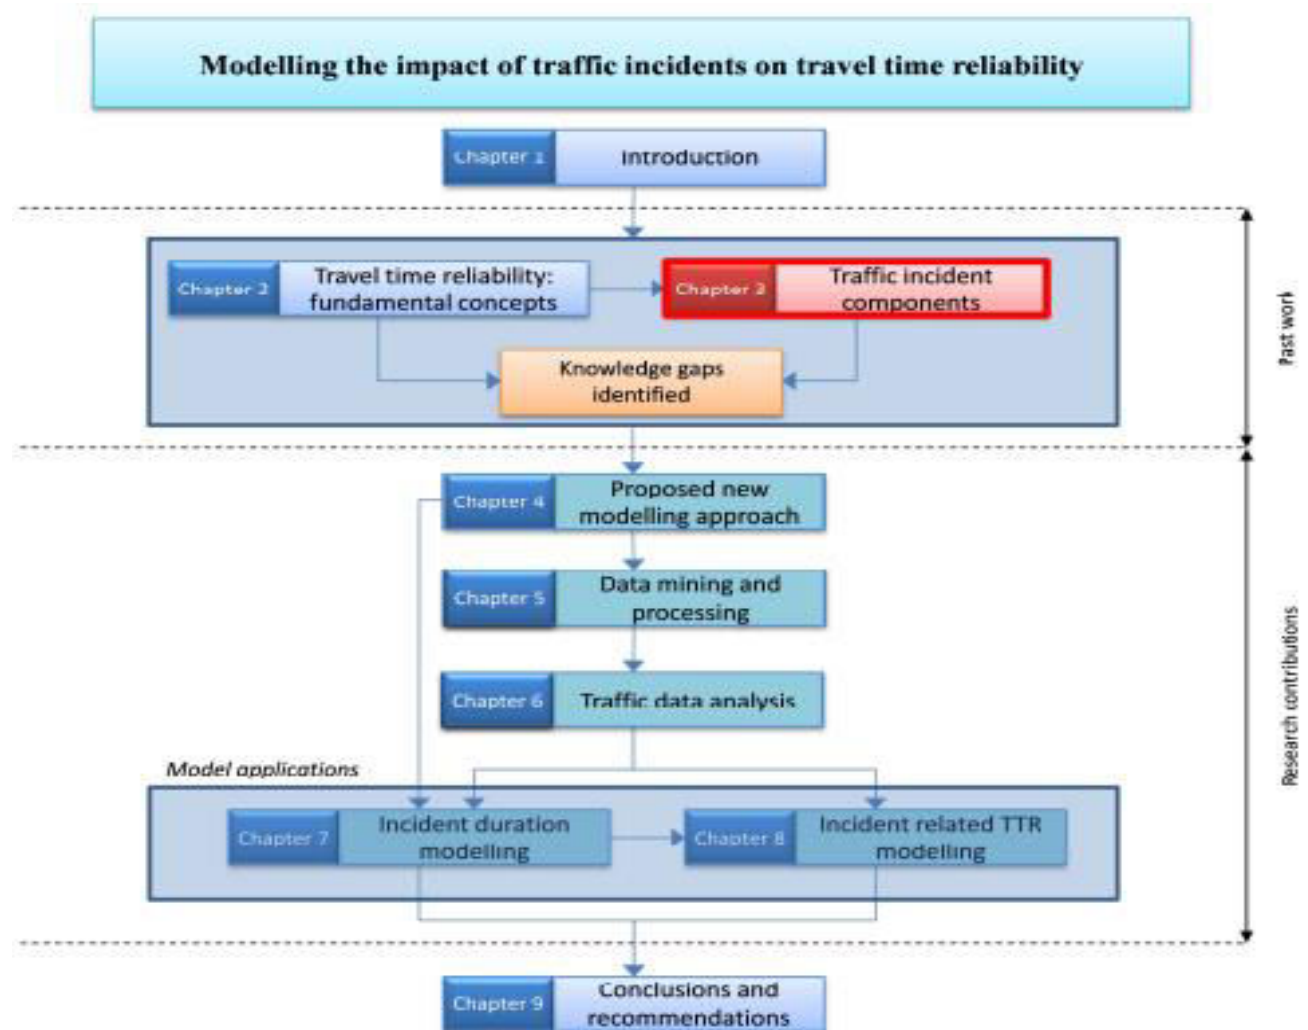 Modelling the impact of traffic incidents on travel time reliability
Chapter 1
Introduction
Chapter 2
Travel time reliability:
fundamental concepts
Chapter 3
Traffic incident
components
Knowledge gaps
identified
Past work
Chapter 4
Proposed new
modelling approach
Chapter 5
Data mining and
processing
Chapter 6
Traffic data analysis
Research contributions
Model applications
Chapter 7
Incident duration
modelling
Chapter 8
Incident related TTR
modelling
Chapter 9
Conclusions and
recommendations